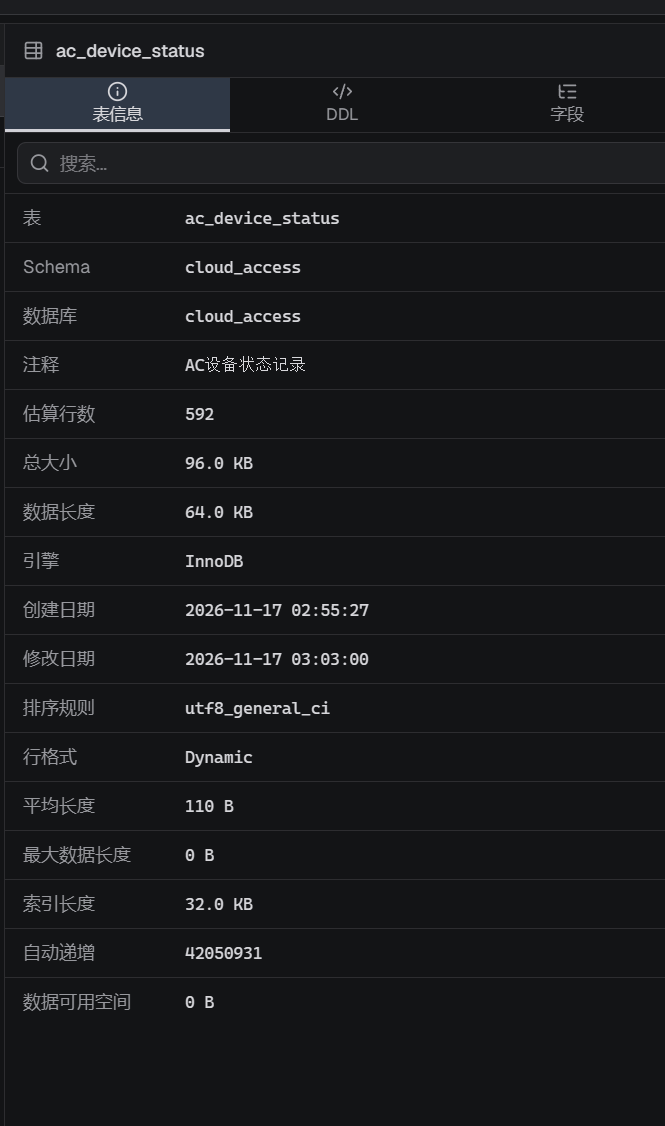 ac_device_status
表信息
DDL
字段
搜索...
表 ac_device_status
Schema cloud_access
数据库 cloud_access
注释 AC设备状态记录
估算行数 592
总大小 96.0 KB
数据长度 64.0 KB
引擎 InnoDB
创建日期 2026-11-17 02:55:27
修改日期 2026-11-17 03:03:00
排序规则 utf8_general_ci
行格式 Dynamic
平均长度 110 B
最大数据长度 0 B
索引长度 32.0 KB
自动递增 42050931
数据可用空间 0 B